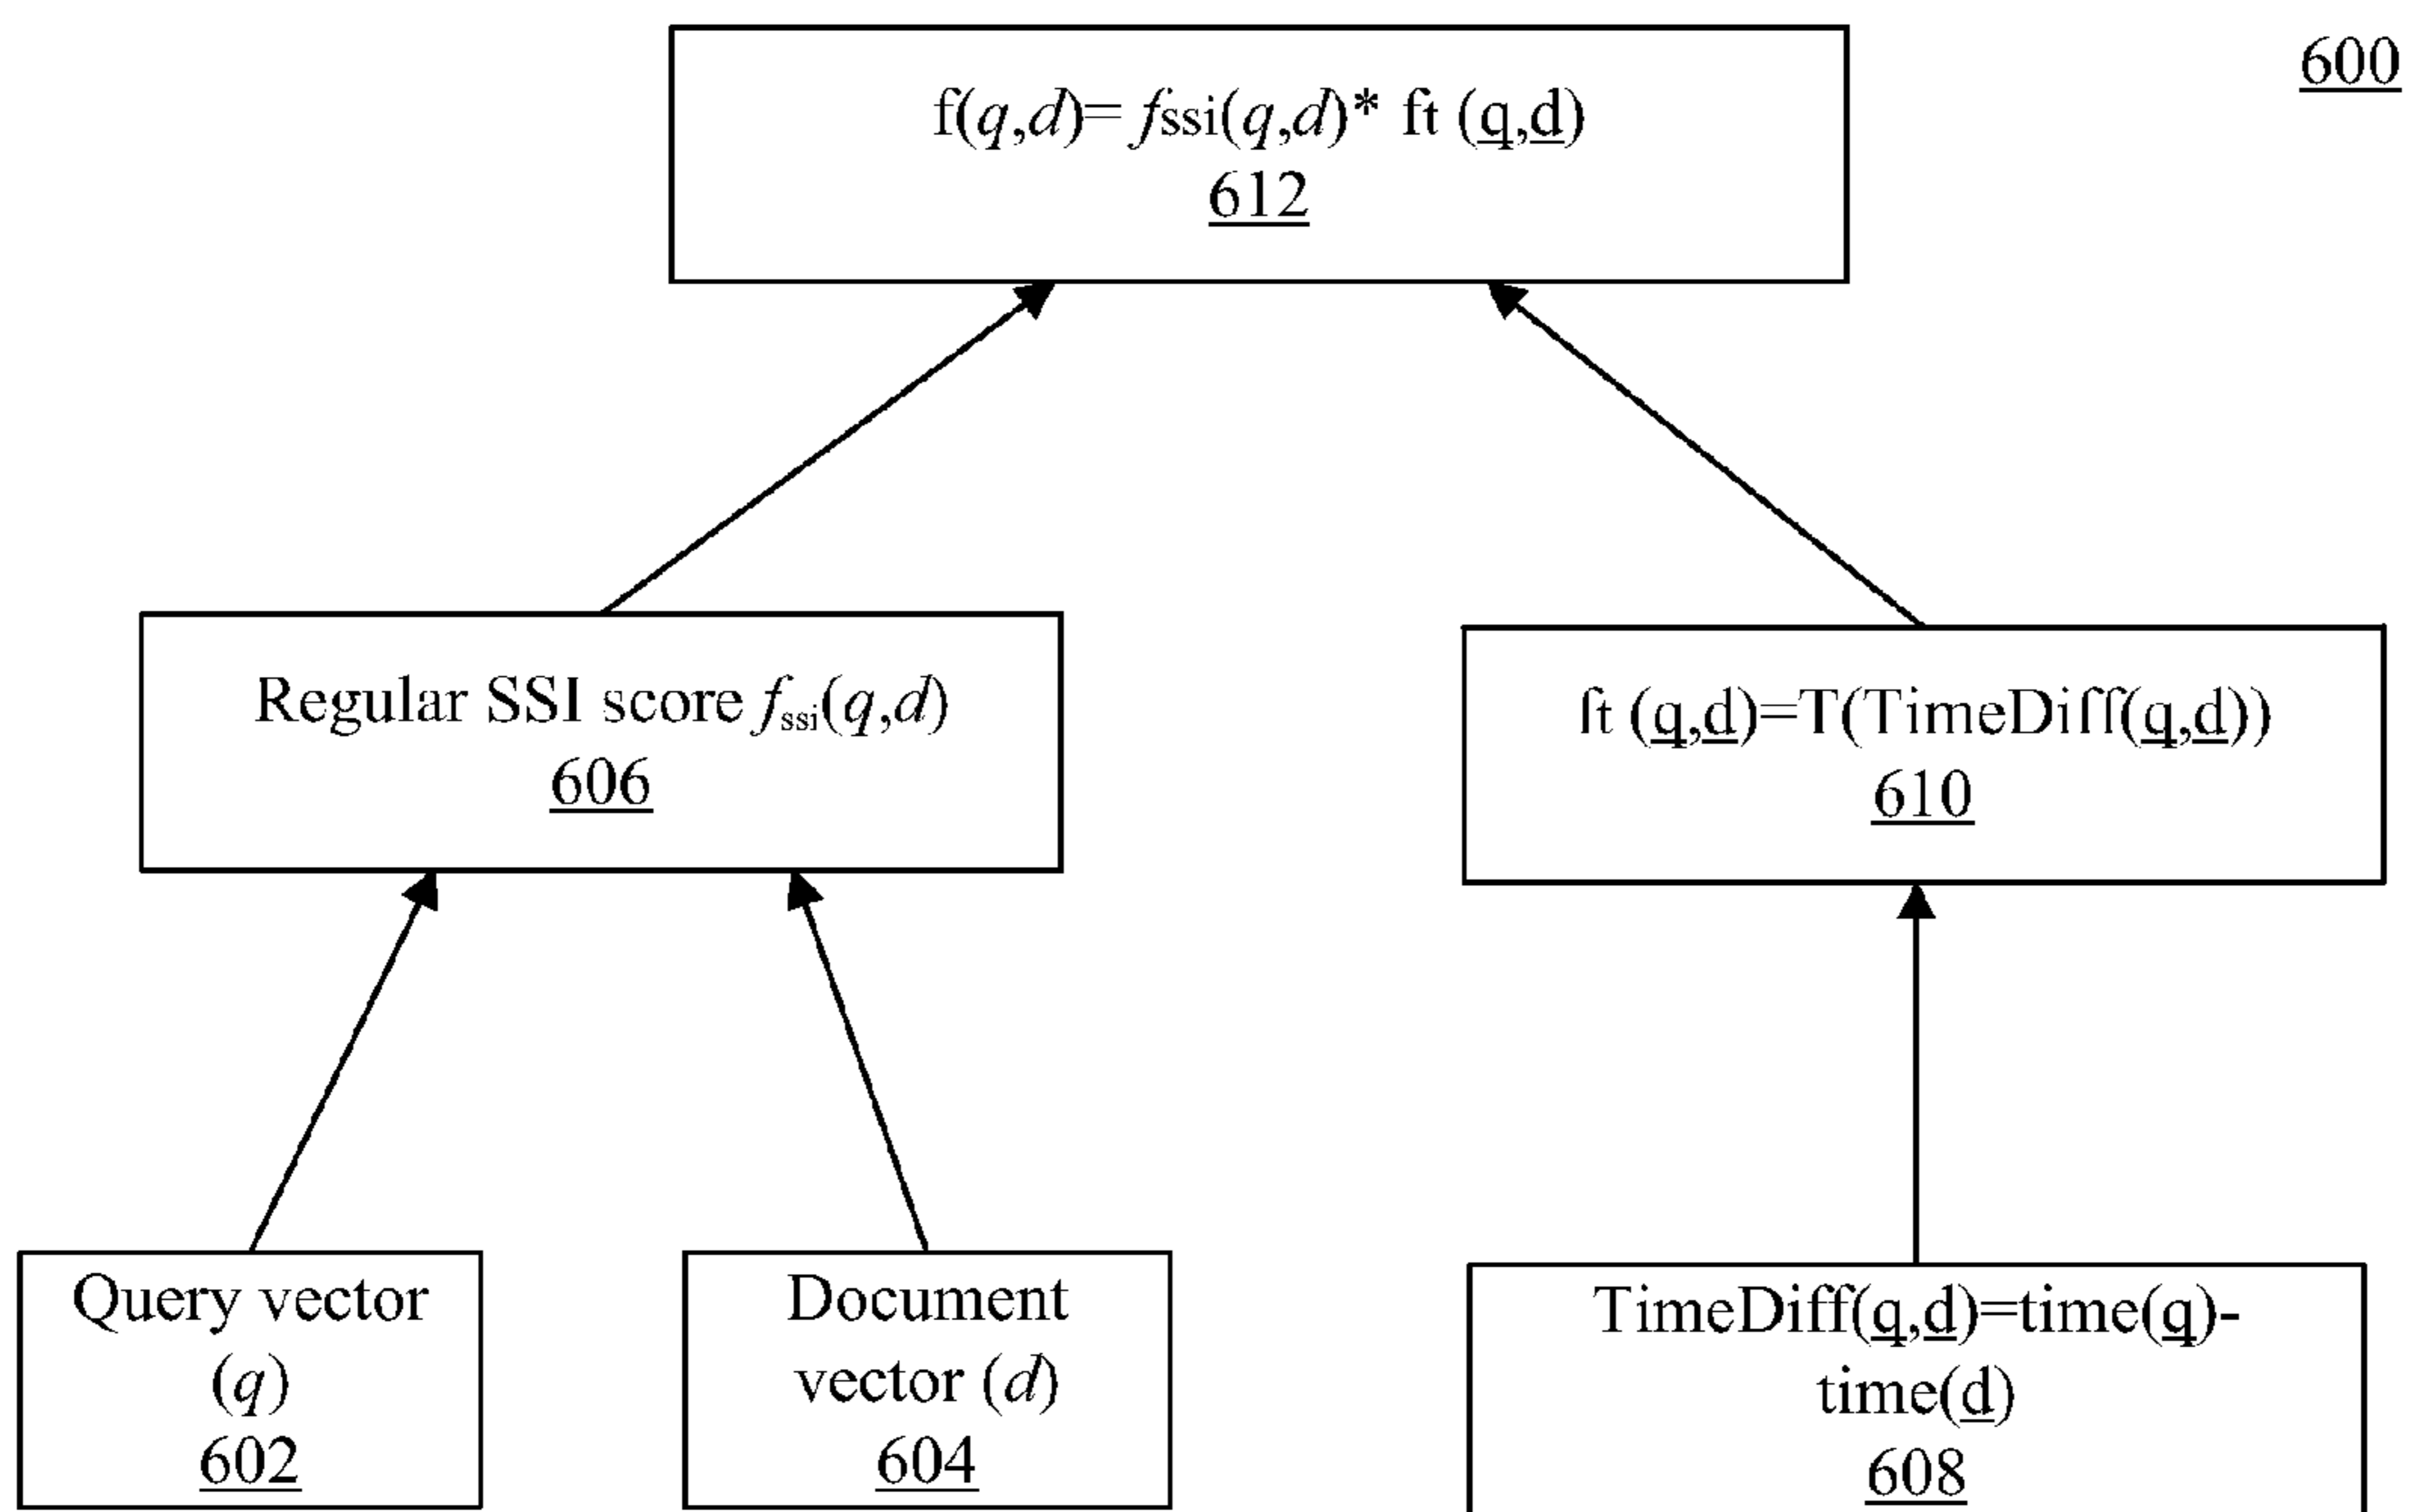 600
f(q,d)= fssi(q,d)* ft (q,d)
612
Regular SSI score fssi(q,d)
606
ft (q,d)=T(TimeDiff(q,d))
610
Query vector
(q)
602
Document
vector (d)
604
TimeDiff(q,d)=time(q)-
time(d)
608